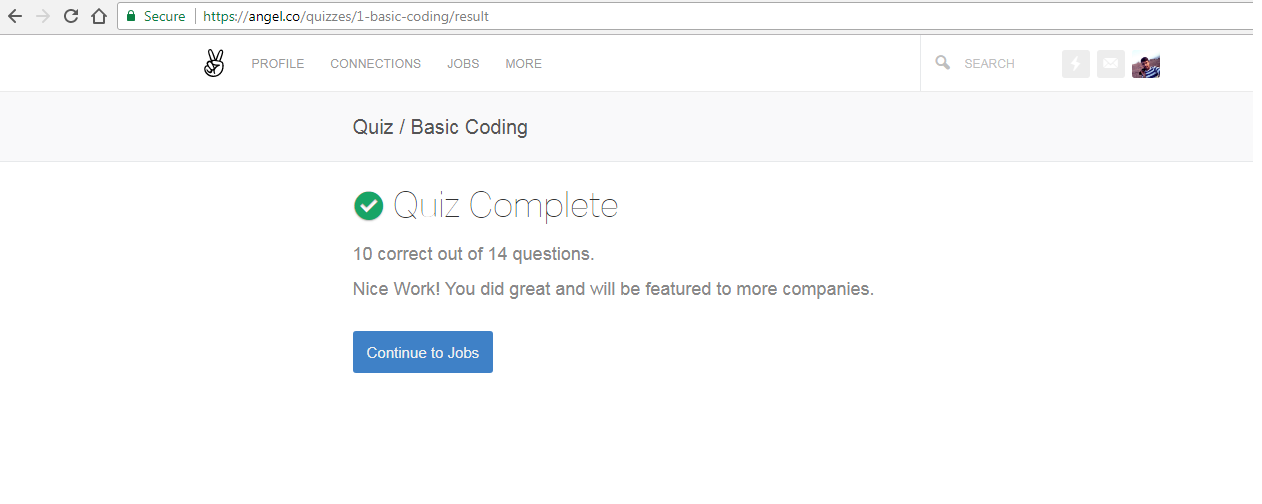 Secure https://angel.co/quizzes/1-basic-coding/result
PROFILE CONNECTIONS JOBS MORE SEARCH
Quiz / Basic Coding
Quiz Complete
10 correct out of 14 questions.
Nice Work! You did great and will be featured to more companies.
Continue to Jobs